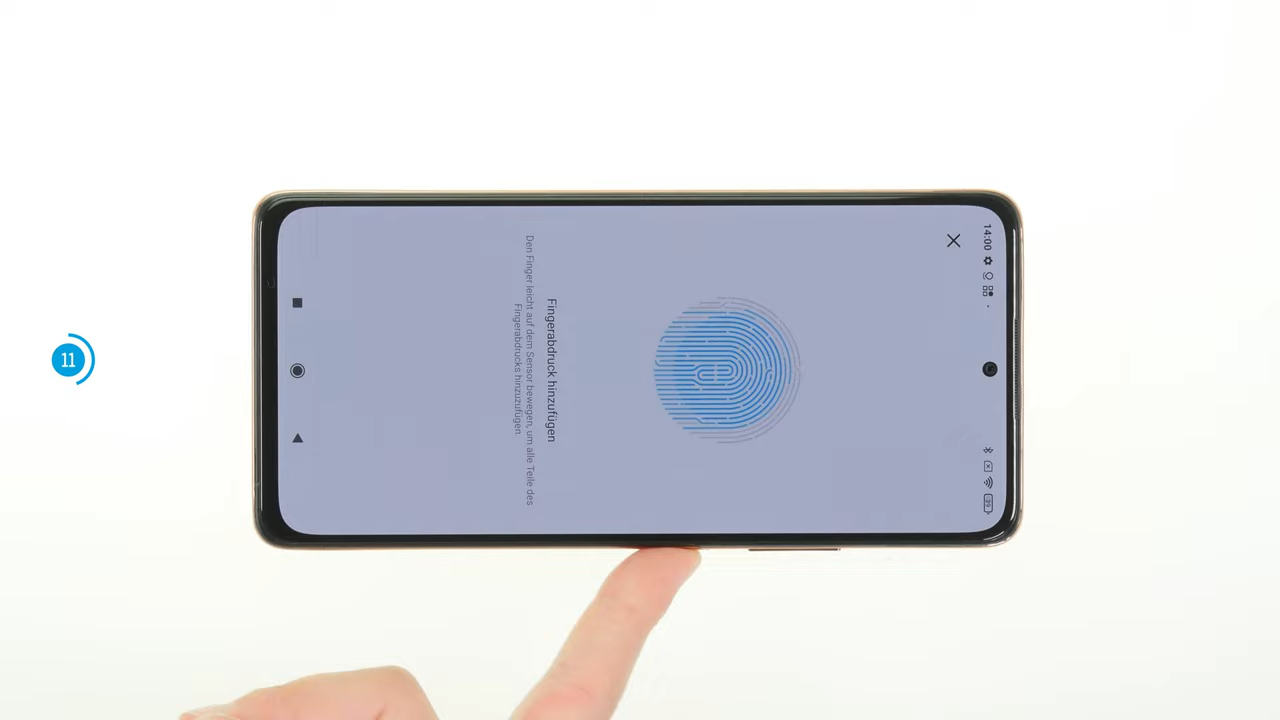 11
14:00
Fingerabdruck hinzufügen
Den Finger leicht auf dem Sensor bewegen, um alle Teile des
Fingerabdrucks hinzuzufügen.